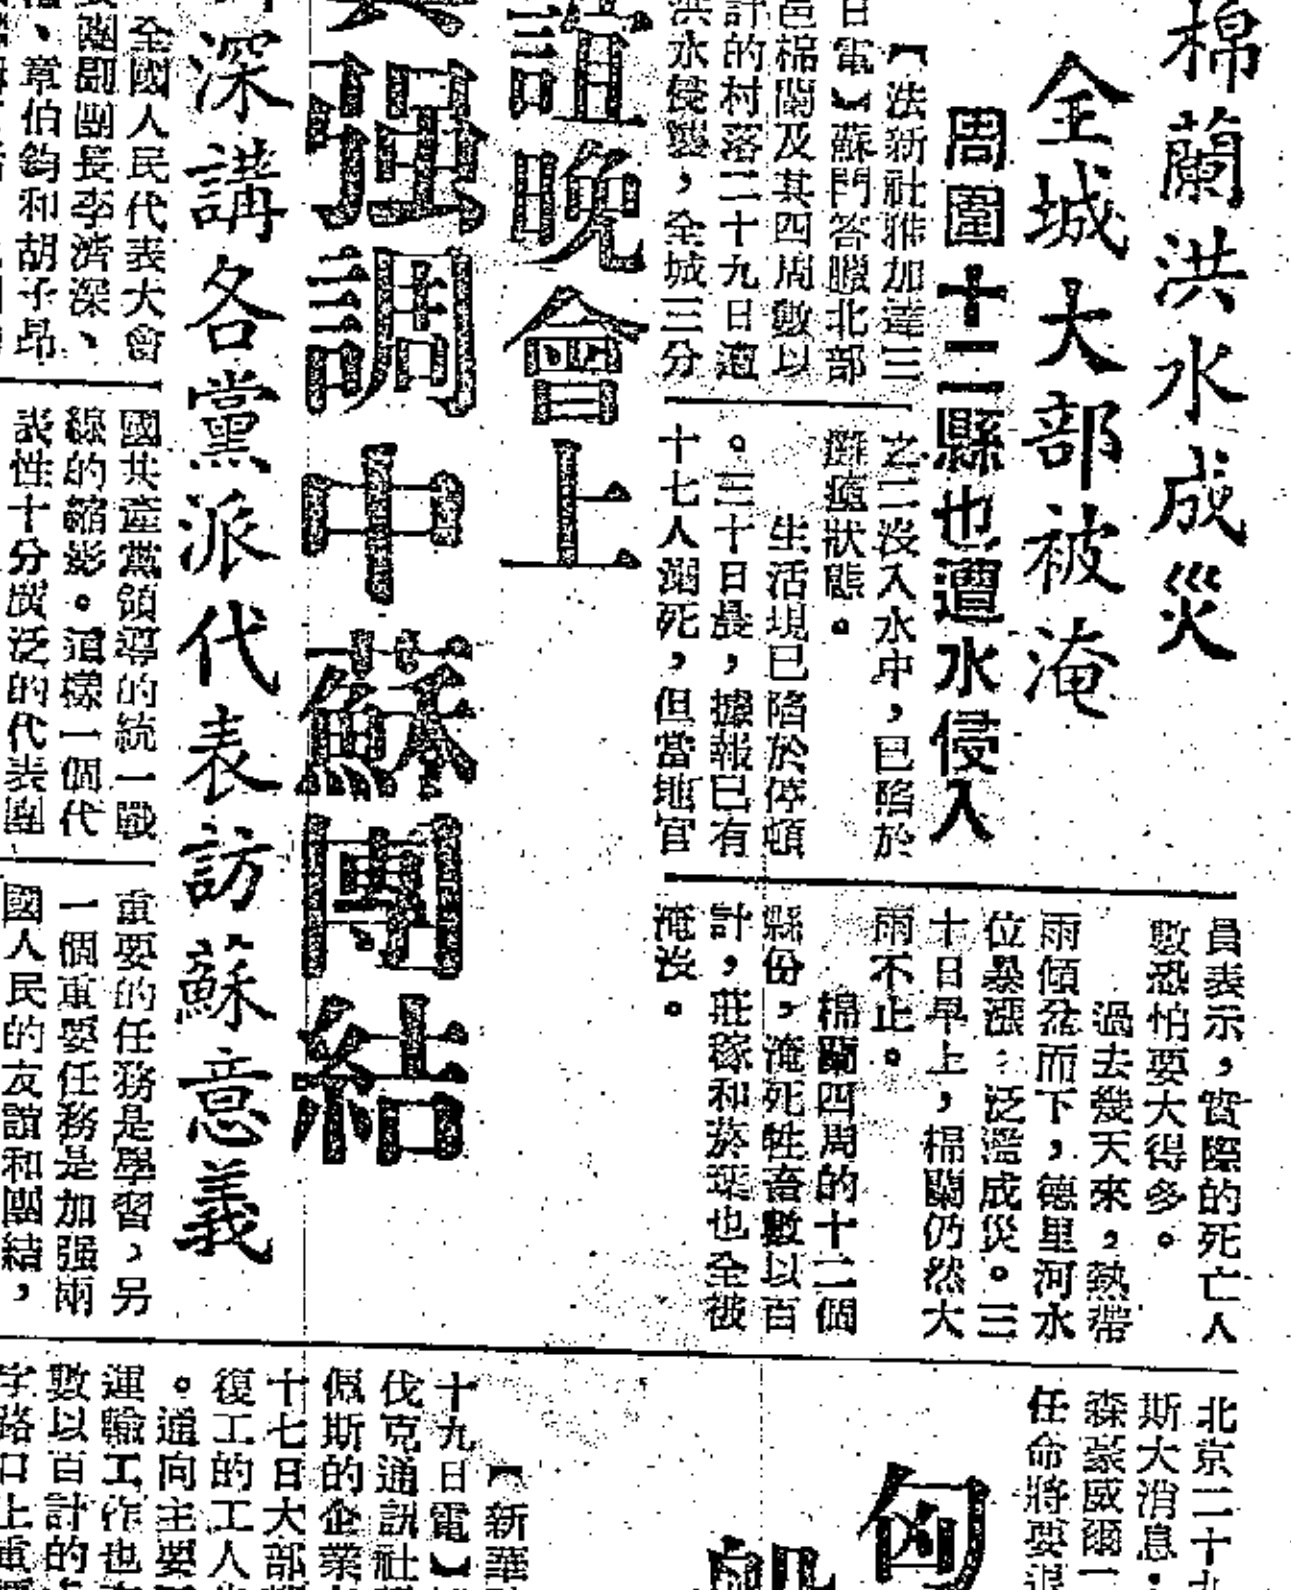 棉蘭洪水成災
全城大部被淹
周圍十二縣也遭水侵入
【法新社雅加達三
日電】蘇門答臘北部
邑棉蘭及其四周數以
計的村落二十九日遭
洪水侵襲,全城三分
之二沒入水中,已陷於
癱瘓狀態。
生活現已陷於停頓
。三十日晨,據報已有
十七人溺死,但當地官
員表示,實際的死亡人
數恐怕要大得多。
過去幾天來,熱帶
雨傾盆而下,德里河水
位暴漲;泛濫成災。三
十日早上,棉蘭仍然大
雨不止。
棉蘭四周的十二個
縣份,淹死牲畜數以百
計,莊稼和菸葉也全被
淹沒。
誼晚會上
强調中蘇團結
深講各黨派代表訪蘇意義
全國人民代表大會
團副團長李濟深、
、章伯鈞和胡子昂
國共產黨領導的統一戰
線的縮影。這樣一個代
表性十分廣泛的代表團
重要的任務是學習,另
一個重要任務是加强兩
國人民的友誼和團結,
北京二十九
斯大消息,
森豪威爾一
任命將要退
匈
【新華
十九日電】
伐克通訊社
佩斯的企業
十七日大部
復工的工人
。通向主要
運輸工作也
數以百計的
字路口上重